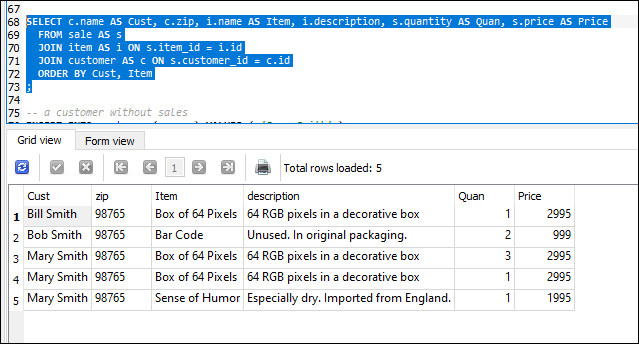 67
68 SELECT c.name AS Cust, c.zip, i.name AS Item, i.description, s.quantity AS Quan, s.price AS Price
69 FROM sale AS s
70 JOIN item AS i ON s.item_id = i.id
71 JOIN customer AS c ON s.customer_id = c.id
72 ORDER BY Cust, Item
73 ;
74
75 -- a customer without sales
Grid view Form view
1 Total rows loaded: 5
Cust zip Item description Quan Price
1 Bill Smith 98765 Box of 64 Pixels 64 RGB pixels in a decorative box 1 2995
2 Bob Smith 98765 Bar Code Unused. In original packaging. 2 999
3 Mary Smith 98765 Box of 64 Pixels 64 RGB pixels in a decorative box 3 2995
4 Mary Smith 98765 Box of 64 Pixels 64 RGB pixels in a decorative box 1 2995
5 Mary Smith 98765 Sense of Humor Especially dry. Imported from England. 1 1995